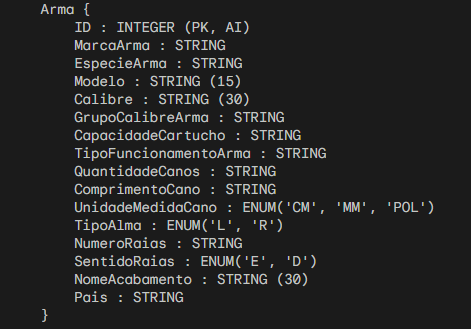 Arma {
ID : INTEGER (PK, AI)
MarcaArma : STRING
EspecieArma : STRING
Modelo : STRING (15)
Calibre : STRING (30)
GrupoCalibreArma : STRING
CapacidadeCartucho : STRING
TipoFuncionamentoArma : STRING
QuantidadeCanos : STRING
ComprimentoCano : STRING
UnidadeMedidaCano : ENUM('CM', 'MM', 'POL')
TipoAlma : ENUM('L', 'R')
NumeroRaias : STRING
SentidoRaias : ENUM('E', 'D')
NomeAcabamento : STRING (30)
Pais : STRING
}